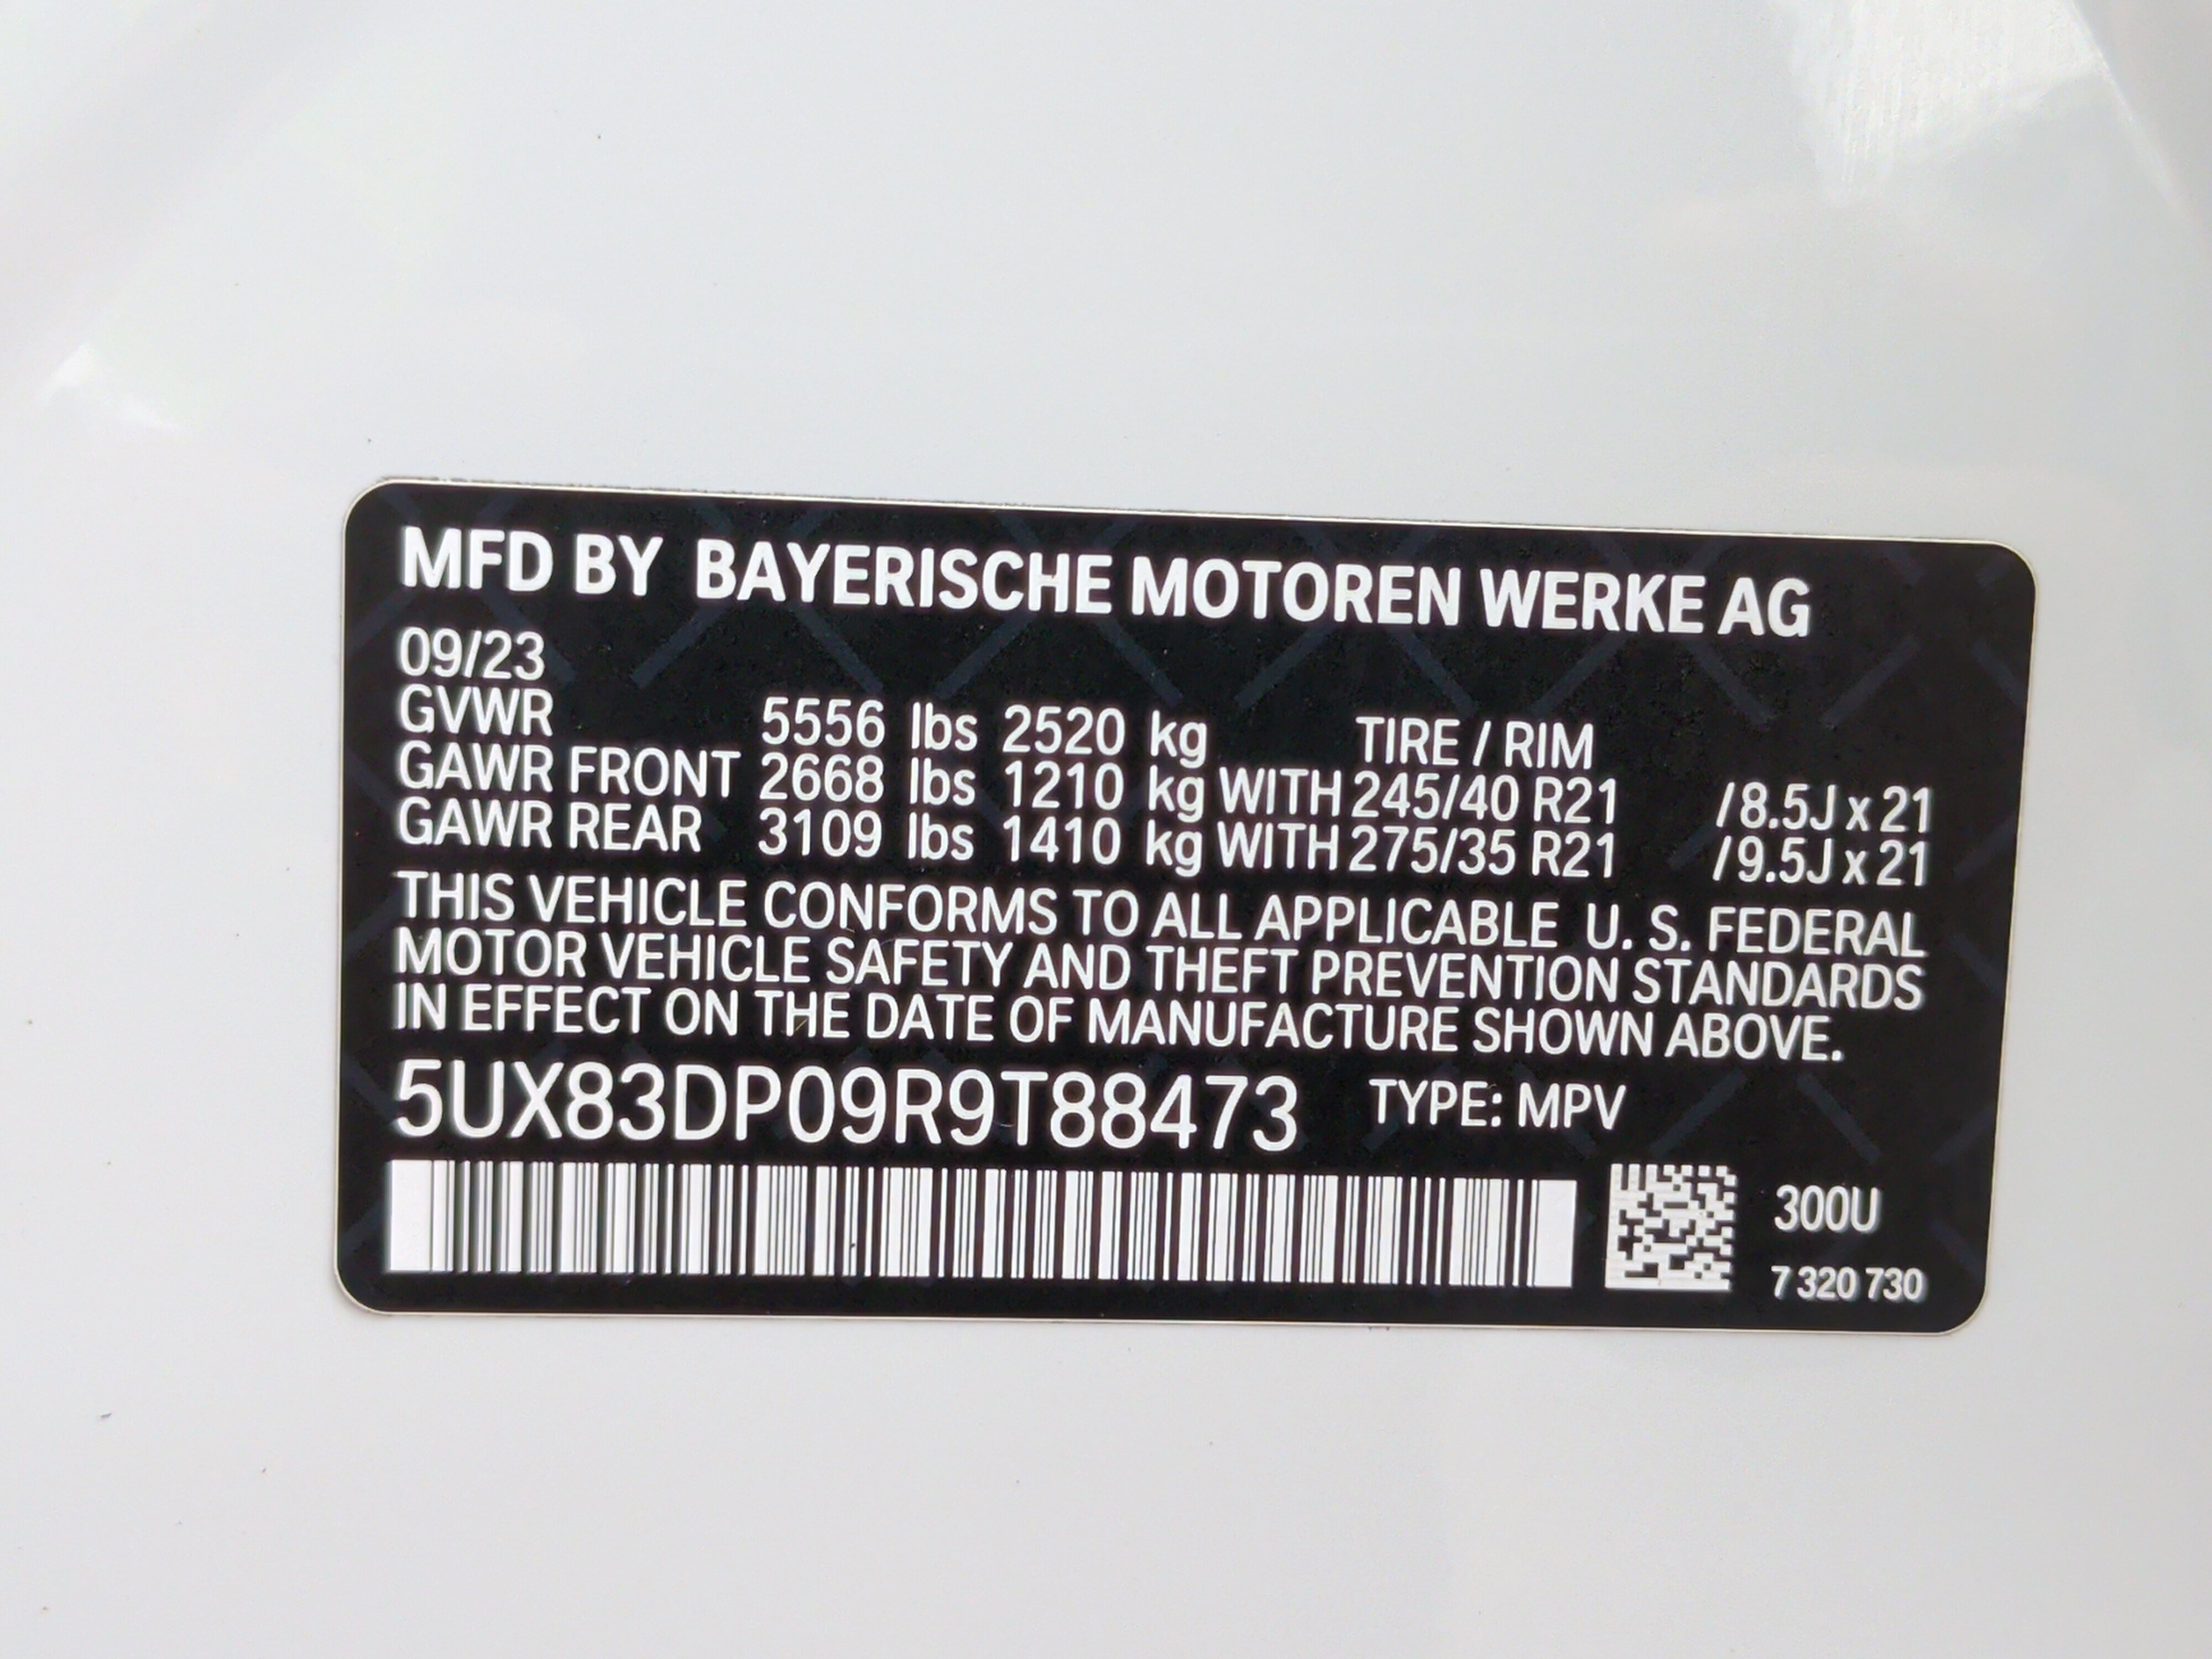 MFD BY BAYERISCHE MOTOREN WERKE AG
09/23
GVWR 5556 lbs 2520 kg TIRE / RIM
GAWR FRONT 2668 lbs 1210 kg WITH 245/40 R21 /8.5J x 21
GAWR REAR 3109 lbs 1410 kg WITH 275/35 R21 /9.5J x 21
THIS VEHICLE CONFORMS TO ALL APPLICABLE U. S. FEDERAL
MOTOR VEHICLE SAFETY AND THEFT PREVENTION STANDARDS
IN EFFECT ON THE DATE OF MANUFACTURE SHOWN ABOVE.
5UX83DP09R9T88473 TYPE: MPV
300U
7 320 730